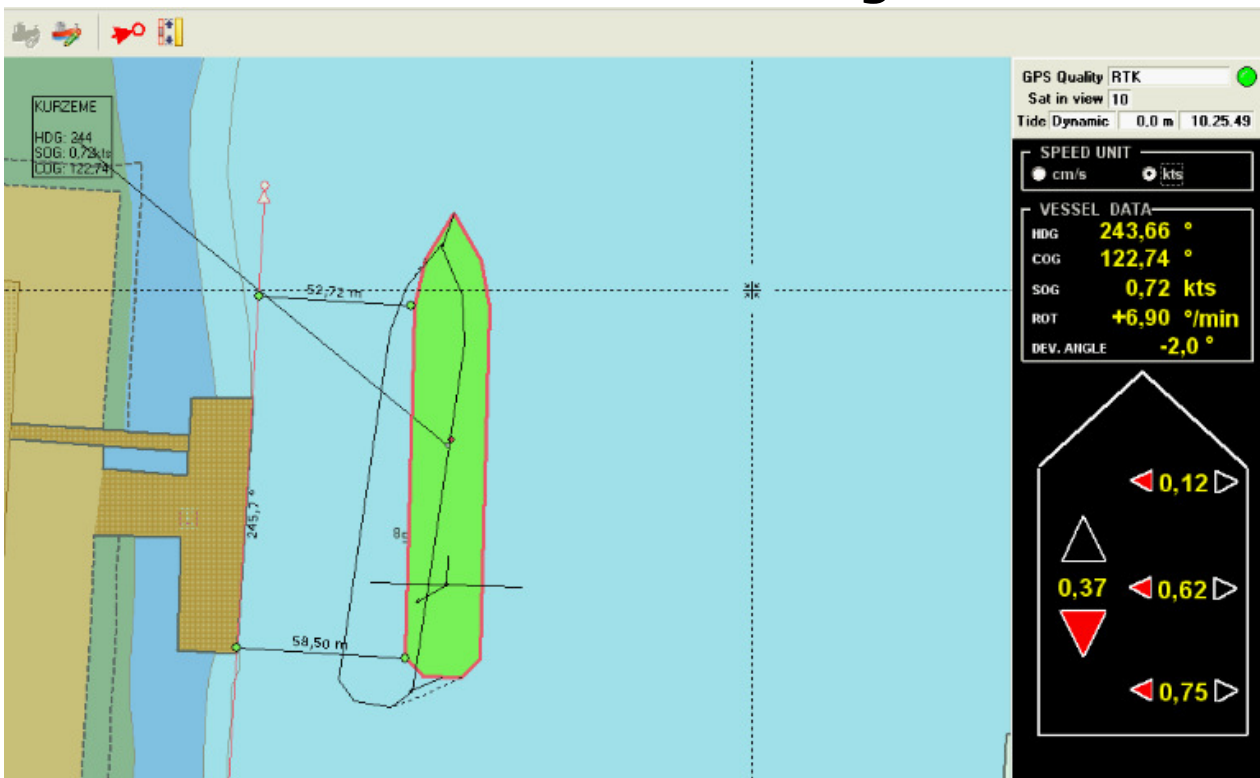 KURZEME
HDG: 244
SOG: 0,72kts
COG: 122,74
52,72 m
245,7 °
58,50 m
GPS Quality RTK
Sat in view 10
Tide Dynamic 0.0 m 10.25.49
SPEED UNIT
cm/s kts
VESSEL DATA
HDG 243,66 °
COG 122,74 °
SOG 0,72 kts
ROT +6,90 °/min
DEV. ANGLE -2,0 °
0,12
0,37 0,62
0,75